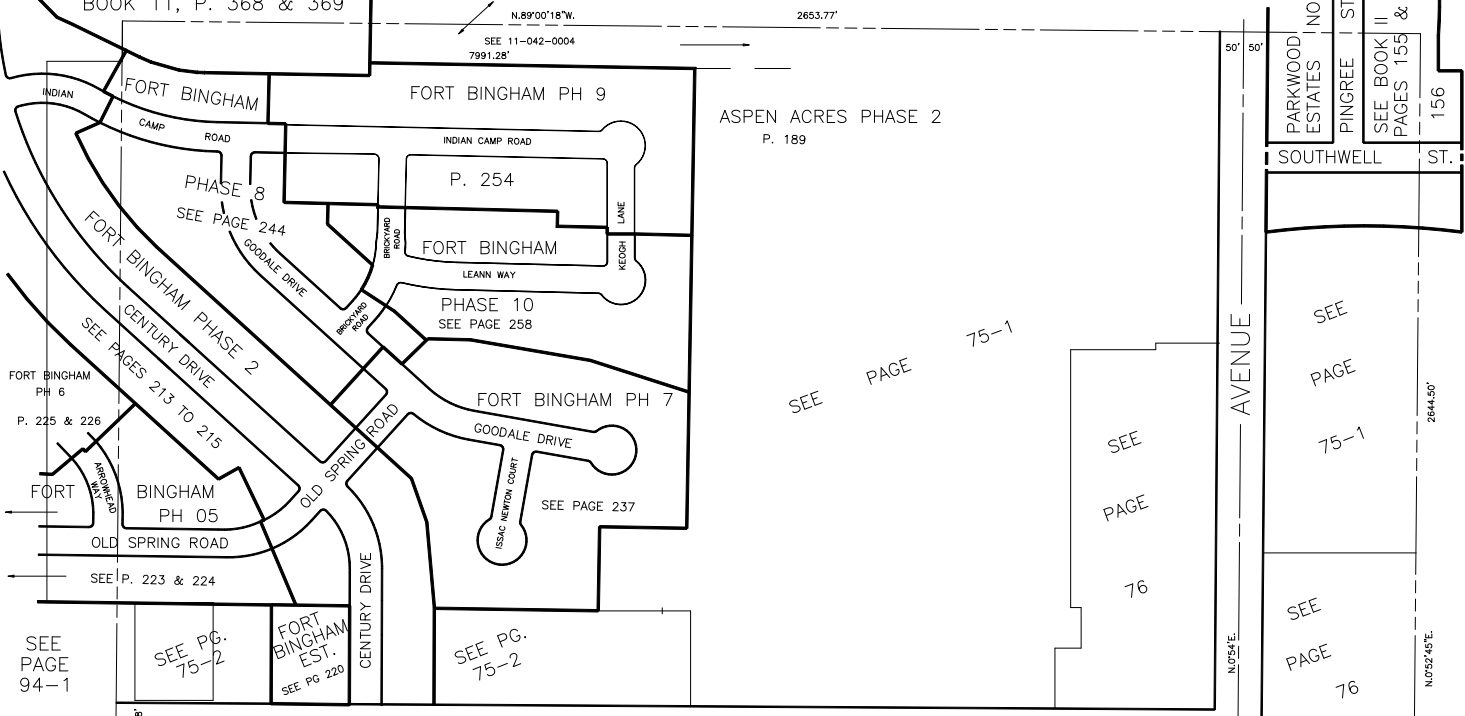 BOOK 11, P. 368 & 369
N.89°00'18"W.
2653.77'
SEE 11-042-0004
7991.28'
50' 50'
PARKWOOD
ESTATES NO
PINGREE ST
SEE BOOK II
PAGES 155 &
156
SOUTHWELL ST.
INDIAN
CAMP
ROAD
FORT BINGHAM
PHASE 8
SEE PAGE 244
FORT BINGHAM PH 9
INDIAN CAMP ROAD
P. 254
ASPEN ACRES PHASE 2
P. 189
KEOGH LANE
BRICKYARD
ROAD
FORT BINGHAM
LEANN WAY
PHASE 10
SEE PAGE 258
GOODALE DRIVE
BRICKYARD
ROAD
FORT BINGHAM PHASE 2
CENTURY DRIVE
SEE PAGES 213 TO 215
FORT BINGHAM
PH 6
P. 225 & 226
ARROWHEAD
WAY
FORT BINGHAM
PH 05
OLD SPRING ROAD
SEE P. 223 & 224
OLD SPRING ROAD
FORT BINGHAM PH 7
GOODALE DRIVE
ISSAC NEWTON COURT
SEE PAGE 237
CENTURY DRIVE
SEE
PAGE
94-1
SEE PG.
75-2
FORT
BINGHAM
EST.
SEE PG 220
SEE PG.
75-2
SEE PAGE 75-1
SEE
PAGE
76
AVENUE
N.0°54'E.
SEE
PAGE
75-1
2644.50'
SEE
PAGE
76
N.0°52'45"E.